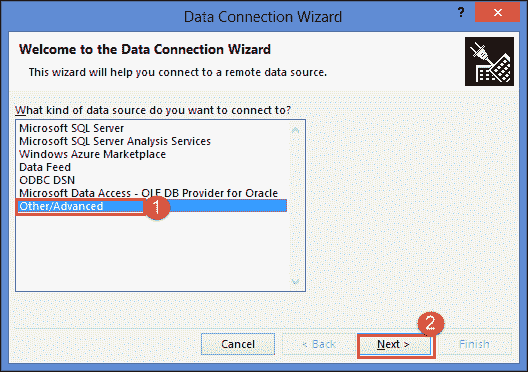 Data Connection Wizard
?
Welcome to the Data Connection Wizard
This wizard will help you connect to a remote data source.
What kind of data source do you want to connect to?
Microsoft SQL Server
Microsoft SQL Server Analysis Services
Windows Azure Marketplace
Data Feed
ODBC DSN
Microsoft Data Access - OLE DB Provider for Oracle
Other/Advanced 1
2
Cancel < Back Next > Finish